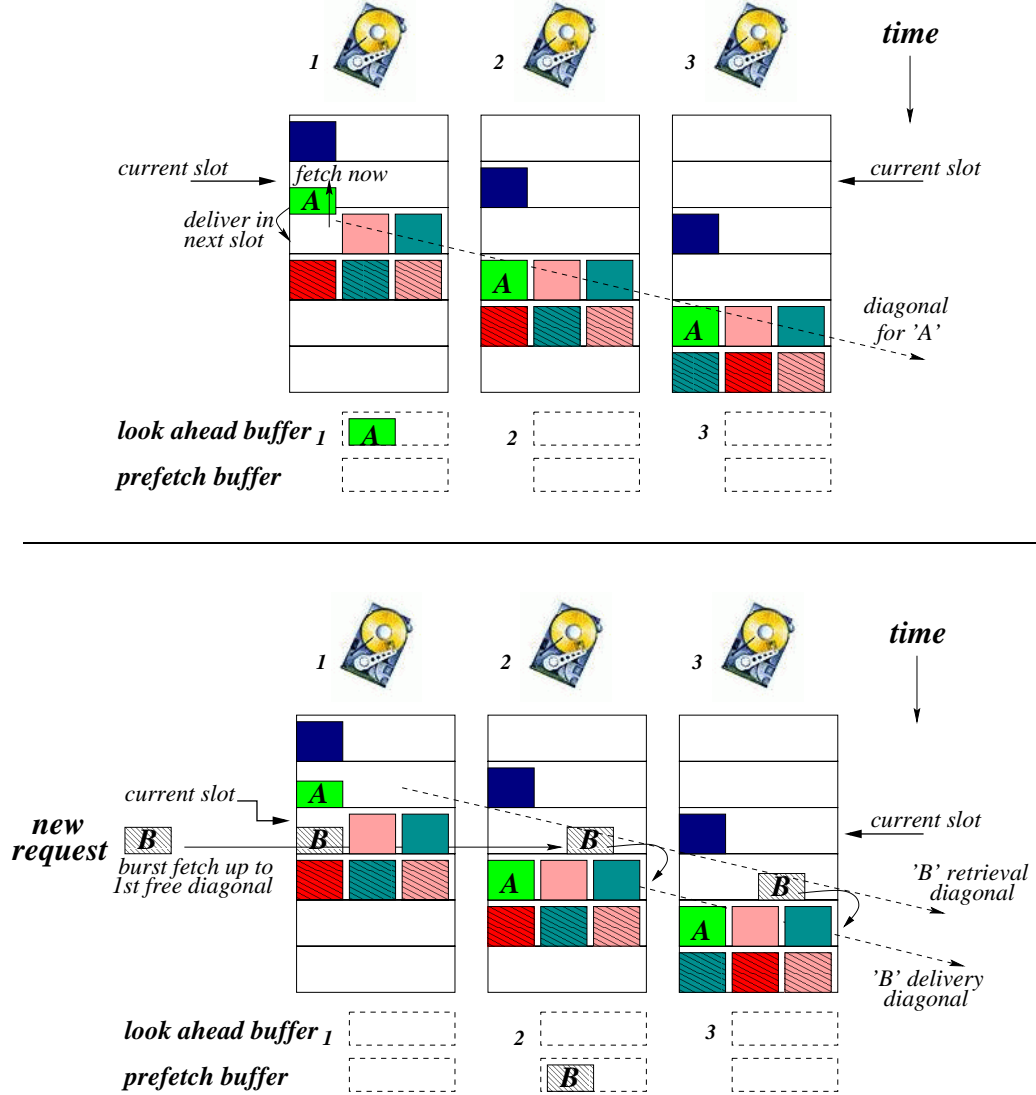 time
1
2
3
current slot
fetch now
current slot
A
deliver in
next slot
A
diagonal
for 'A'
A
look ahead buffer 1
A
2
3
prefetch buffer
time
1
2
3
current slot
A
new
request
B
B
B
current slot
burst fetch up to
1st free diagonal
A
B
'B' retrieval
diagonal
A
'B' delivery
diagonal
look ahead buffer 1
2
3
prefetch buffer
B